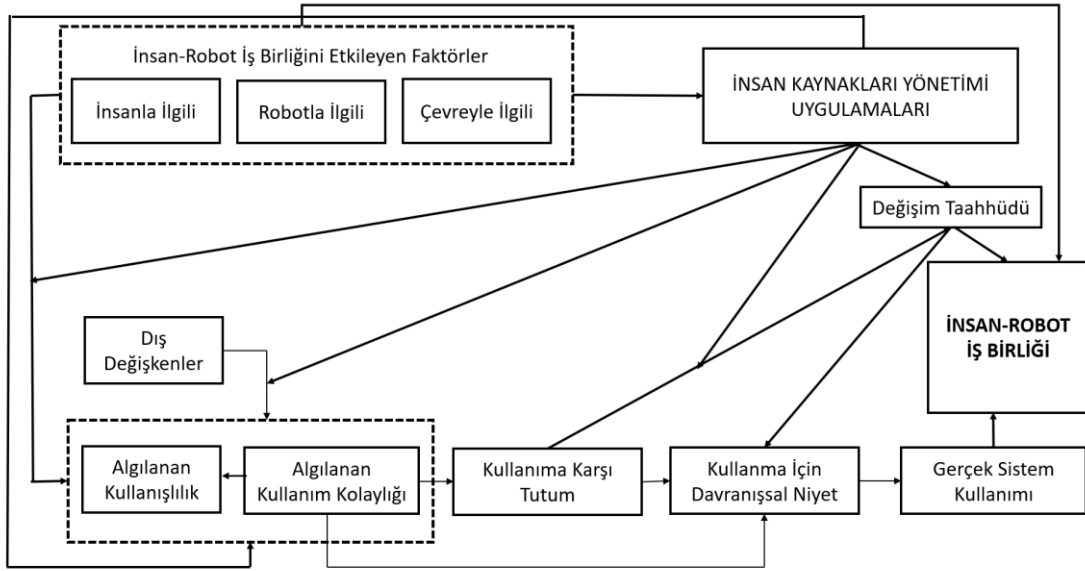 İnsan-Robot İş Birliğini Etkileyen Faktörler
İnsanla İlgili
Robotla İlgili
Çevreyle İlgili
İNSAN KAYNAKLARI YÖNETİMİ
UYGULAMALARI
Değişim Taahhüdü
İNSAN-ROBOT
İŞ BİRLİĞİ
Dış
Değişkenler
Algılanan
Kullanışlılık
Algılanan
Kullanım Kolaylığı
Kullanıma Karşı
Tutum
Kullanma İçin
Davranışsal Niyet
Gerçek Sistem
Kullanımı